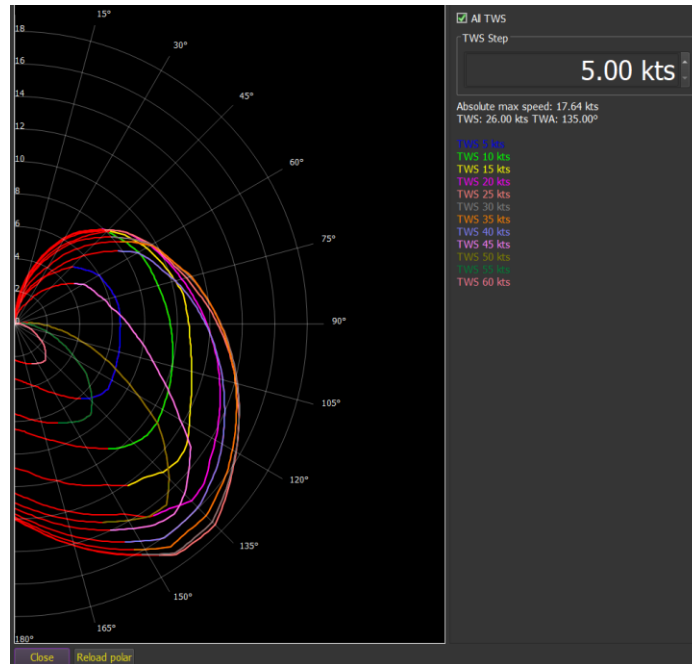 All TWS
TWS Step
5.00 kts
Absolute max speed: 17.64 kts
TWS: 26.00 kts TWA: 135.00º
TWS 5 kts
TWS 10 kts
TWS 15 kts
TWS 20 kts
TWS 25 kts
TWS 30 kts
TWS 35 kts
TWS 40 kts
TWS 45 kts
TWS 50 kts
TWS 55 kts
TWS 60 kts
18
16
14
12
10
8
6
4
2
0
15°
30°
45°
60°
75°
90°
105°
120°
135°
150°
165°
180°
Close
Reload polar